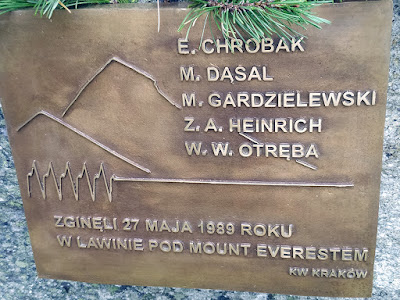 E. CHROBAK
M. DĄSAL
M. GARDZIELEWSKI
Z. A. HEINRICH
W. W. OTRĘBA
ZGINĘLI 27 MAJA 1989 ROKU
W LAWINIE POD MOUNT EVERESTEM
KW KRAKÓW